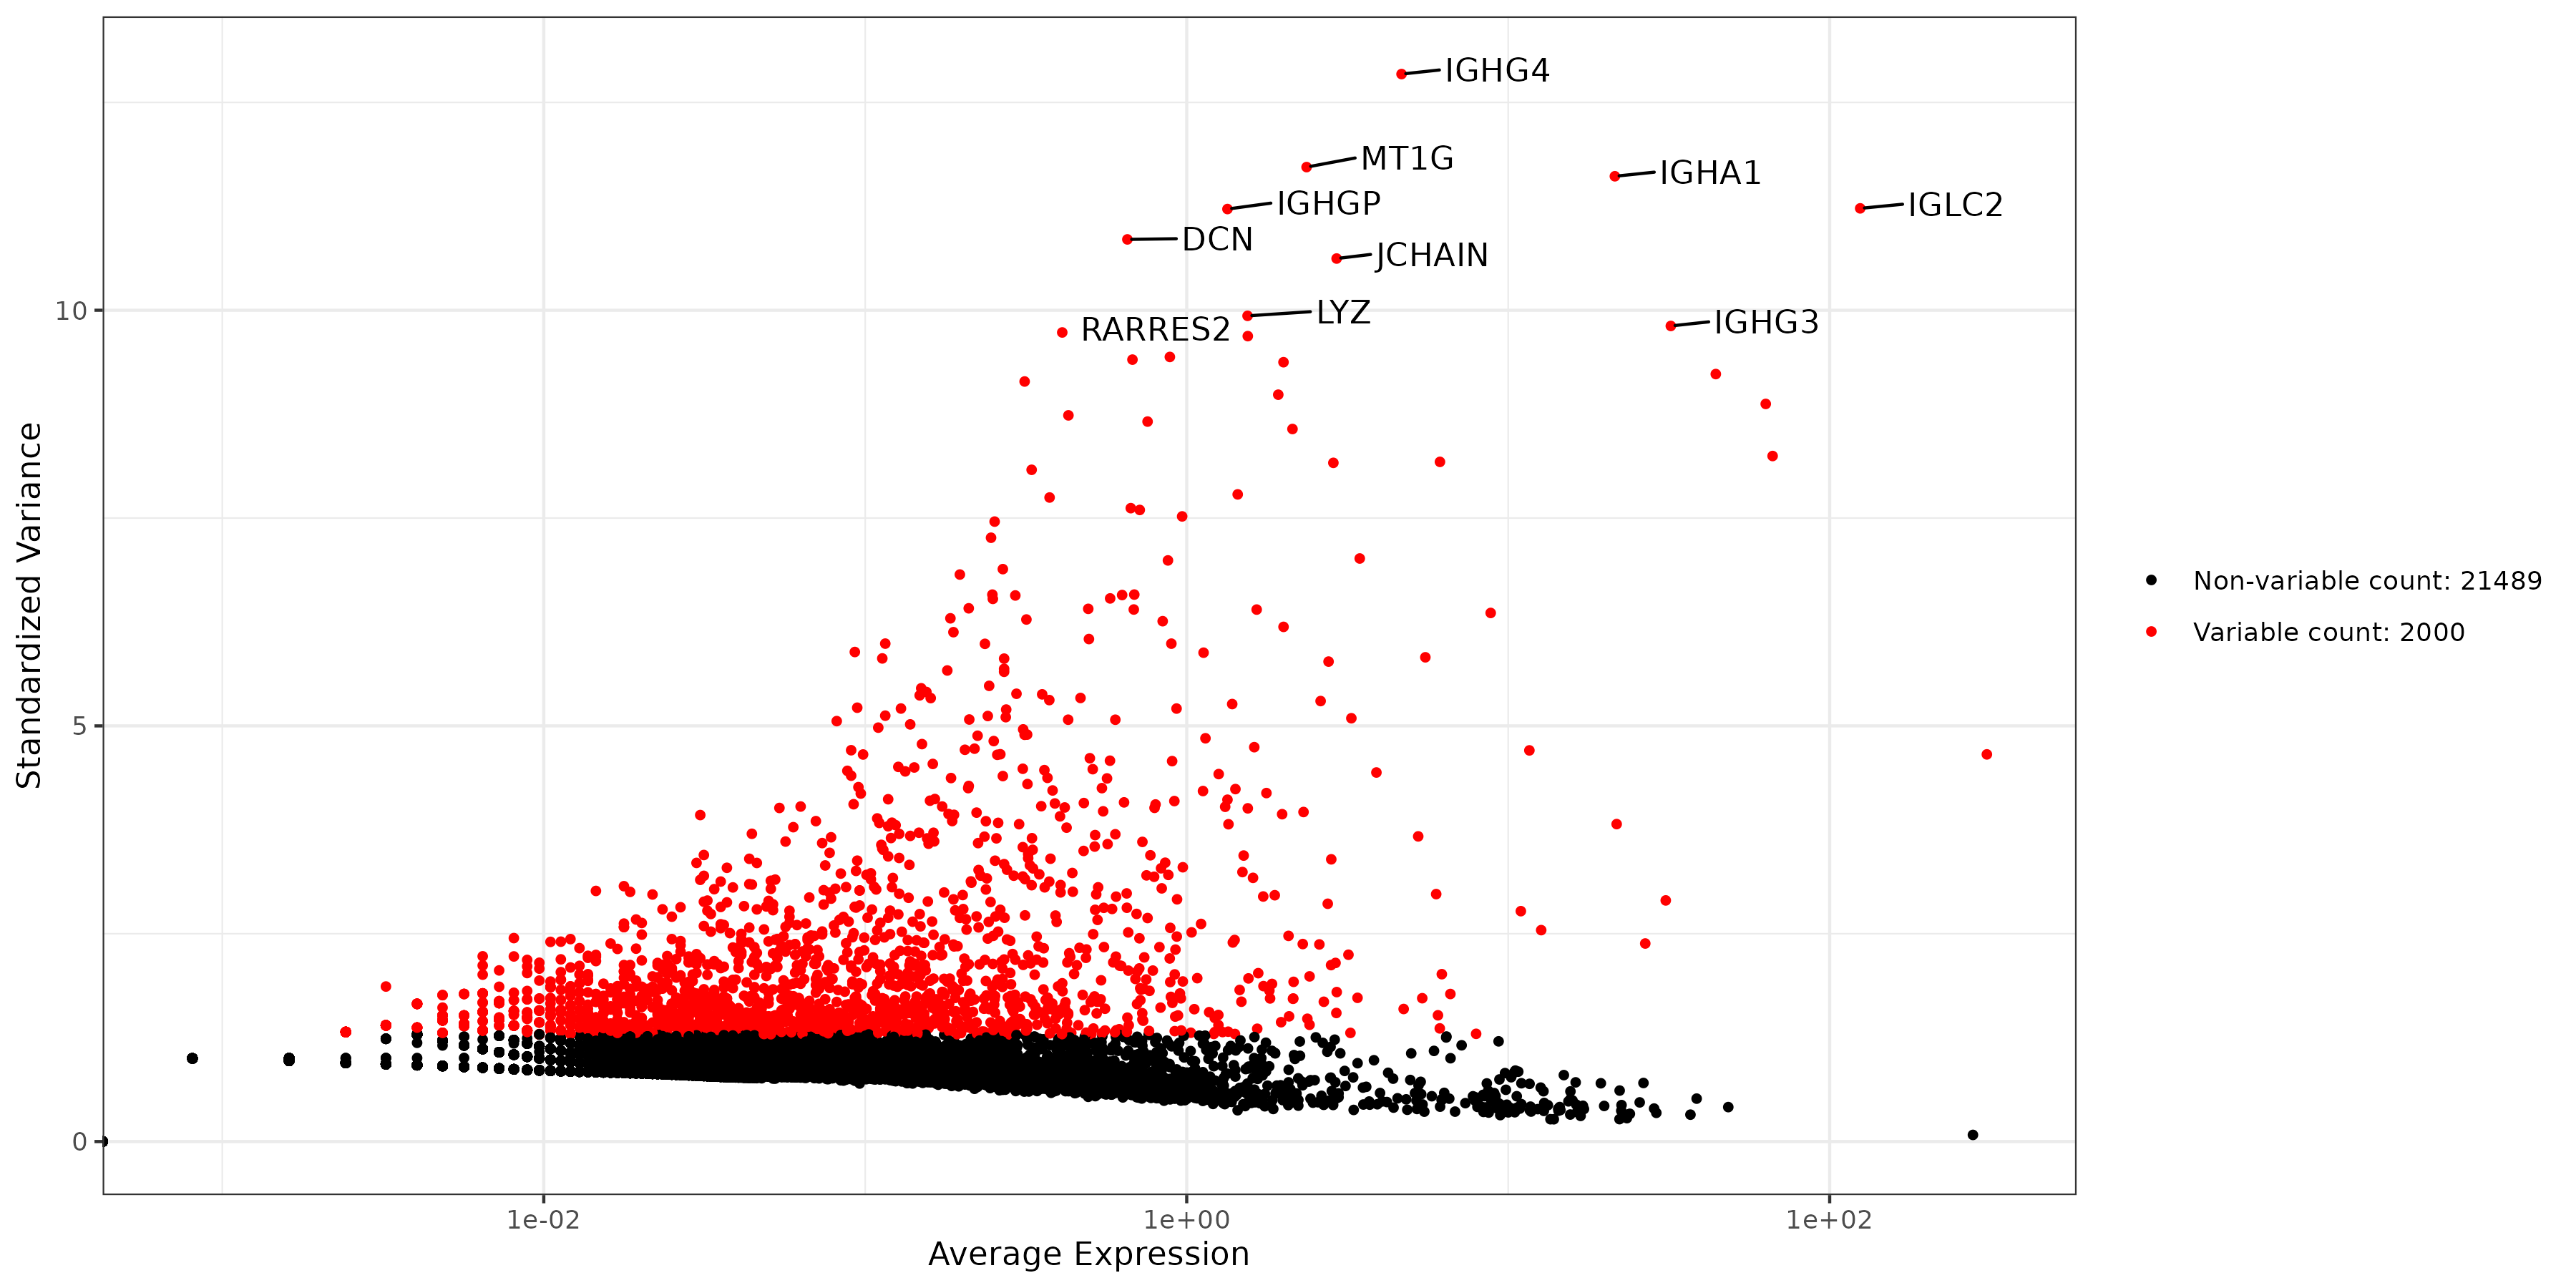 IGHG4
MT1G
IGHA1
IGHGP
IGLC2
DCN
JCHAIN
LYZ
RARRES2
IGHG3
10
5
0
Standardized Variance
1e-02
1e+00
1e+02
Average Expression
Non-variable count: 21489
Variable count: 2000